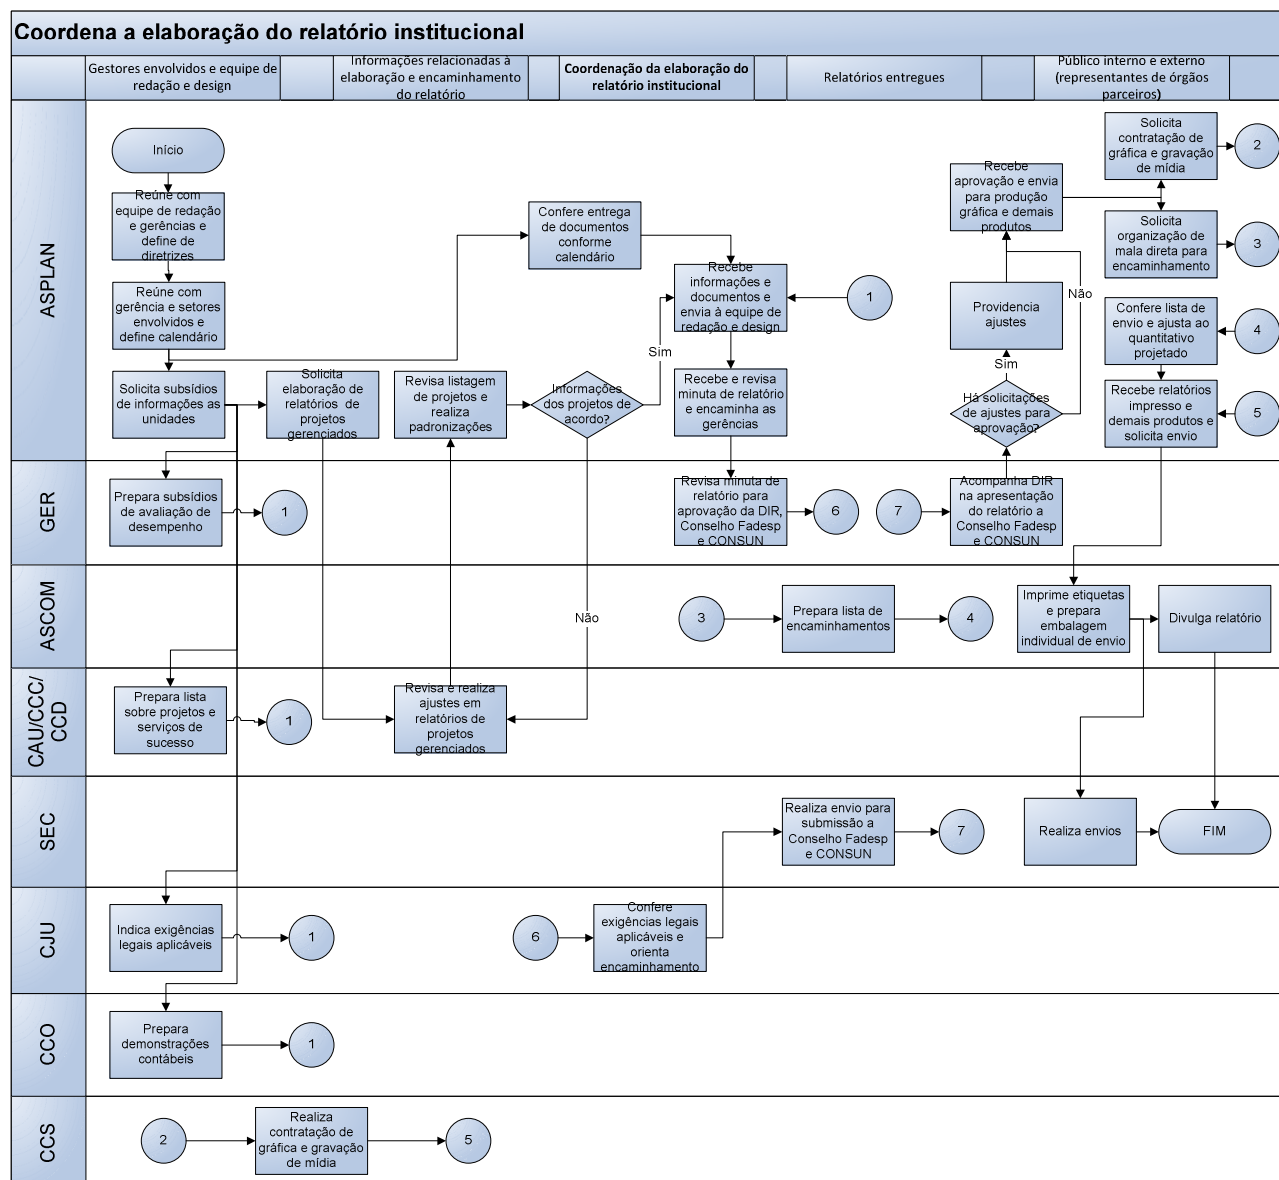 Coordena a elaboração do relatório institucional
Gestores envolvidos e equipe de
redação e design
Informações relacionadas à
elaboração e encaminhamento
do relatório
Coordenação da elaboração do
relatório institucional
Relatórios entregues
Público interno e externo
(representantes de órgãos
parceiros)
ASPLAN
Início
Reúne com
equipe de redação
e gerências e
define de
diretrizes
Reúne com
gerência e setores
envolvidos e
define calendário
Solicita subsídios
de informações as
unidades
Solicita
elaboração de
relatórios de
projetos
gerenciados
Revisa listagem
de projetos e
realiza
padronizações
Informações
dos projetos de
acordo?
Sim
Não
Confere entrega
de documentos
conforme
calendário
Recebe
informações e
documentos e
envia à equipe de
redação e design
1
Recebe e revisa
minuta de relatório
e encaminha as
gerências
Recebe
aprovação e envia
para produção
gráfica e demais
produtos
Providencia
ajustes
Não
Sim
Há solicitações
de ajustes para
aprovação?
Solicita
contratação de
gráfica e gravação
de mídia
2
Solicita
organização de
mala direta para
encaminhamento
3
Confere lista de
envio e ajusta ao
quantitativo
projetado
4
Recebe relatórios
impresso e
demais produtos e
solicita envio
5
GER
Prepara subsídios
de avaliação de
desempenho
1
Revisa minuta de
relatório para
aprovação da DIR,
Conselho Fadesp
e CONSUN
6
7
Acompanha DIR
na apresentação
do relatório a
Conselho Fadesp
e CONSUN
ASCOM
3
Prepara lista de
encaminhamentos
4
Imprime etiquetas
e prepara
embalagem
individual de envio
Divulga relatório
CAU/CCC/
CCD
Prepara lista
sobre projetos e
serviços de
sucesso
1
Revisa e realiza
ajustes em
relatórios de
projetos
gerenciados
SEC
Realiza envio para
submissão a
Conselho Fadesp
e CONSUN
7
Realiza envios
FIM
CJU
Indica exigências
legais aplicáveis
1
6
Confere
exigências legais
aplicáveis e
orienta
encaminhamento
CCO
Prepara
demonstrações
contábeis
1
CCS
2
Realiza
contratação de
gráfica e gravação
de mídia
5